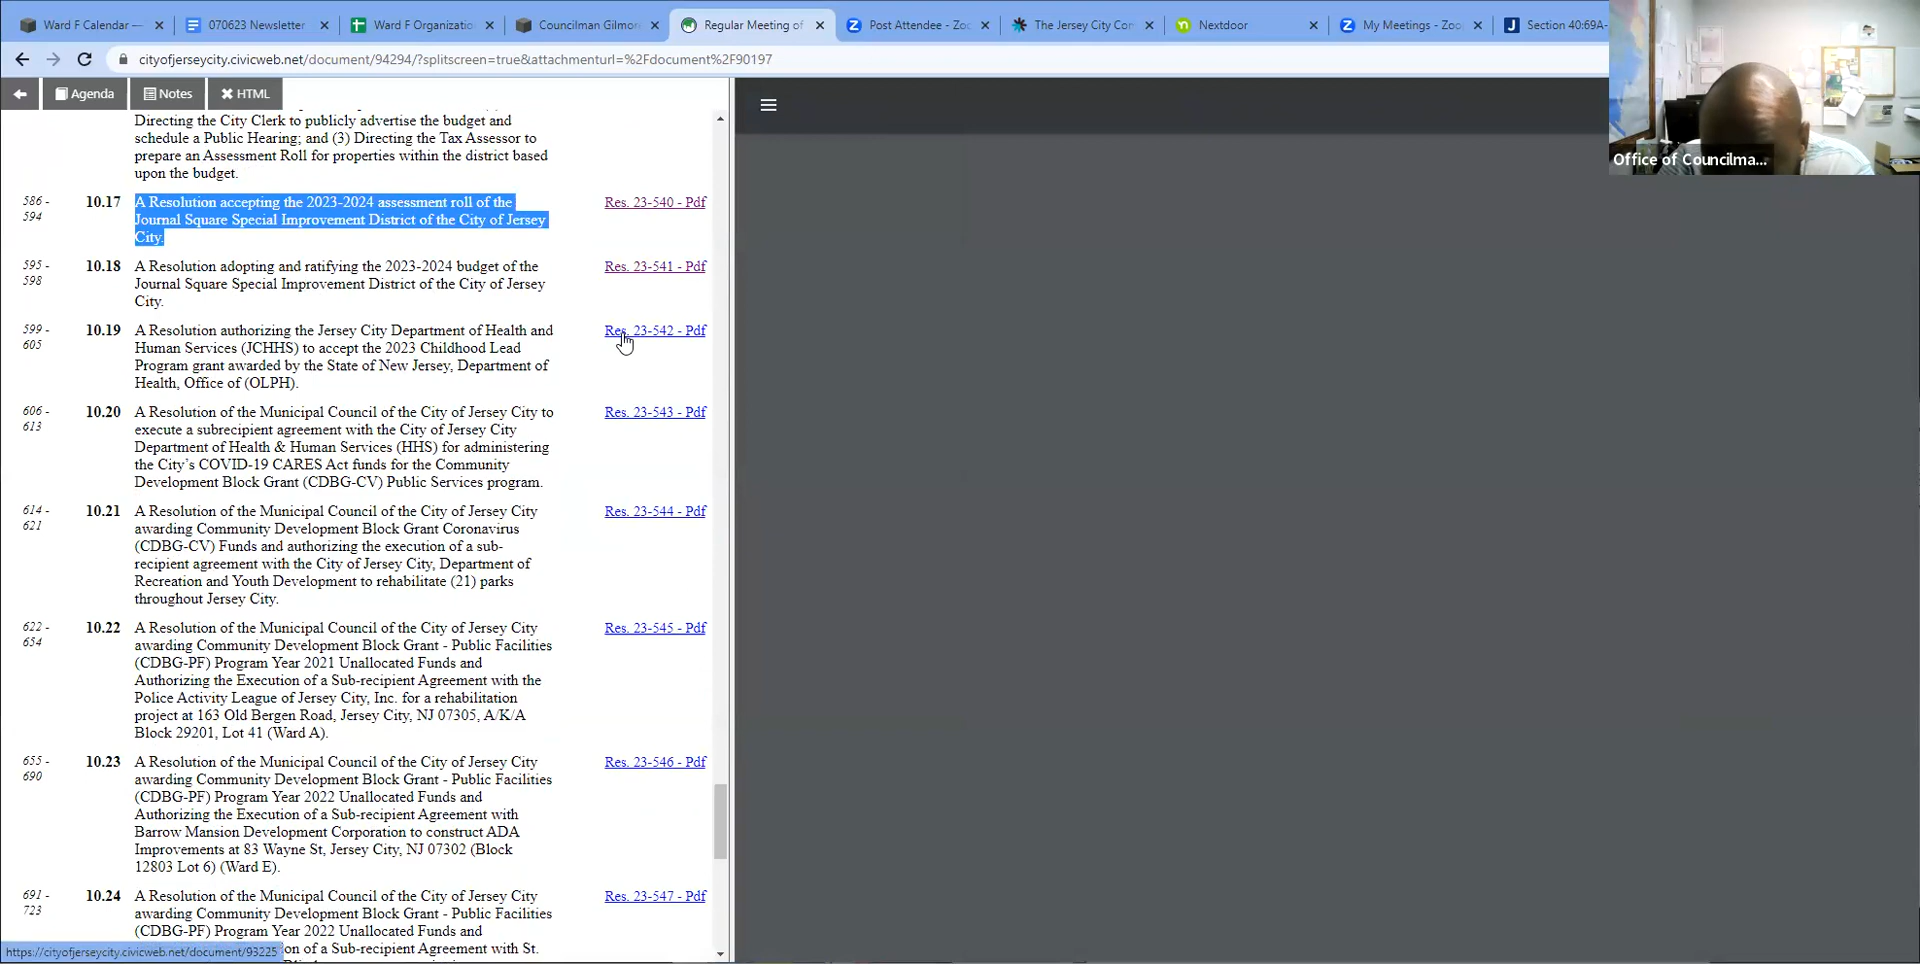 Ward F Calendar —
070623 Newsletter
Ward F Organizatio
Councilman Gilmor
Regular Meeting of
Post Attendee - Zoo
The Jersey City Con
Nextdoor
My Meetings - Zoo
Section 40:69A-
cityofjerseycity.civicweb.net/document/94294/?splitscreen=true&attachmenturl=%2Fdocument%2F90197
Agenda
Notes
HTML
Office of Councilma...
Directing the City Clerk to publicly advertise the budget and
schedule a Public Hearing; and (3) Directing the Tax Assessor to
prepare an Assessment Roll for properties within the district based
upon the budget.
586 -
594
10.17
A Resolution accepting the 2023-2024 assessment roll of the
Journal Square Special Improvement District of the City of Jersey
City.
Res. 23-540 - Pdf
595 -
598
10.18
A Resolution adopting and ratifying the 2023-2024 budget of the
Journal Square Special Improvement District of the City of Jersey
City.
Res. 23-541 - Pdf
599 -
605
10.19
A Resolution authorizing the Jersey City Department of Health and
Human Services (JCHHS) to accept the 2023 Childhood Lead
Program grant awarded by the State of New Jersey, Department of
Health, Office of (OLPH).
Res. 23-542 - Pdf
606 -
613
10.20
A Resolution of the Municipal Council of the City of Jersey City to
execute a subrecipient agreement with the City of Jersey City
Department of Health & Human Services (HHS) for administering
the City's COVID-19 CARES Act funds for the Community
Development Block Grant (CDBG-CV) Public Services program.
Res. 23-543 - Pdf
614 -
621
10.21
A Resolution of the Municipal Council of the City of Jersey City
awarding Community Development Block Grant Coronavirus
(CDBG-CV) Funds and authorizing the execution of a sub-
recipient agreement with the City of Jersey City, Department of
Recreation and Youth Development to rehabilitate (21) parks
throughout Jersey City.
Res. 23-544 - Pdf
622 -
654
10.22
A Resolution of the Municipal Council of the City of Jersey City
awarding Community Development Block Grant - Public Facilities
(CDBG-PF) Program Year 2021 Unallocated Funds and
Authorizing the Execution of a Sub-recipient Agreement with the
Police Activity League of Jersey City, Inc. for a rehabilitation
project at 163 Old Bergen Road, Jersey City, NJ 07305, A/K/A
Block 29201, Lot 41 (Ward A).
Res. 23-545 - Pdf
655 -
690
10.23
A Resolution of the Municipal Council of the City of Jersey City
awarding Community Development Block Grant - Public Facilities
(CDBG-PF) Program Year 2022 Unallocated Funds and
Authorizing the Execution of a Sub-recipient Agreement with
Barrow Mansion Development Corporation to construct ADA
Improvements at 83 Wayne St, Jersey City, NJ 07302 (Block
12803 Lot 6) (Ward E).
Res. 23-546 - Pdf
691 -
723
10.24
A Resolution of the Municipal Council of the City of Jersey City
awarding Community Development Block Grant - Public Facilities
(CDBG-PF) Program Year 2022 Unallocated Funds and
on of a Sub-recipient Agreement with St.
Res. 23-547 - Pdf
https://cityofjerseycity.civicweb.net/document/93225